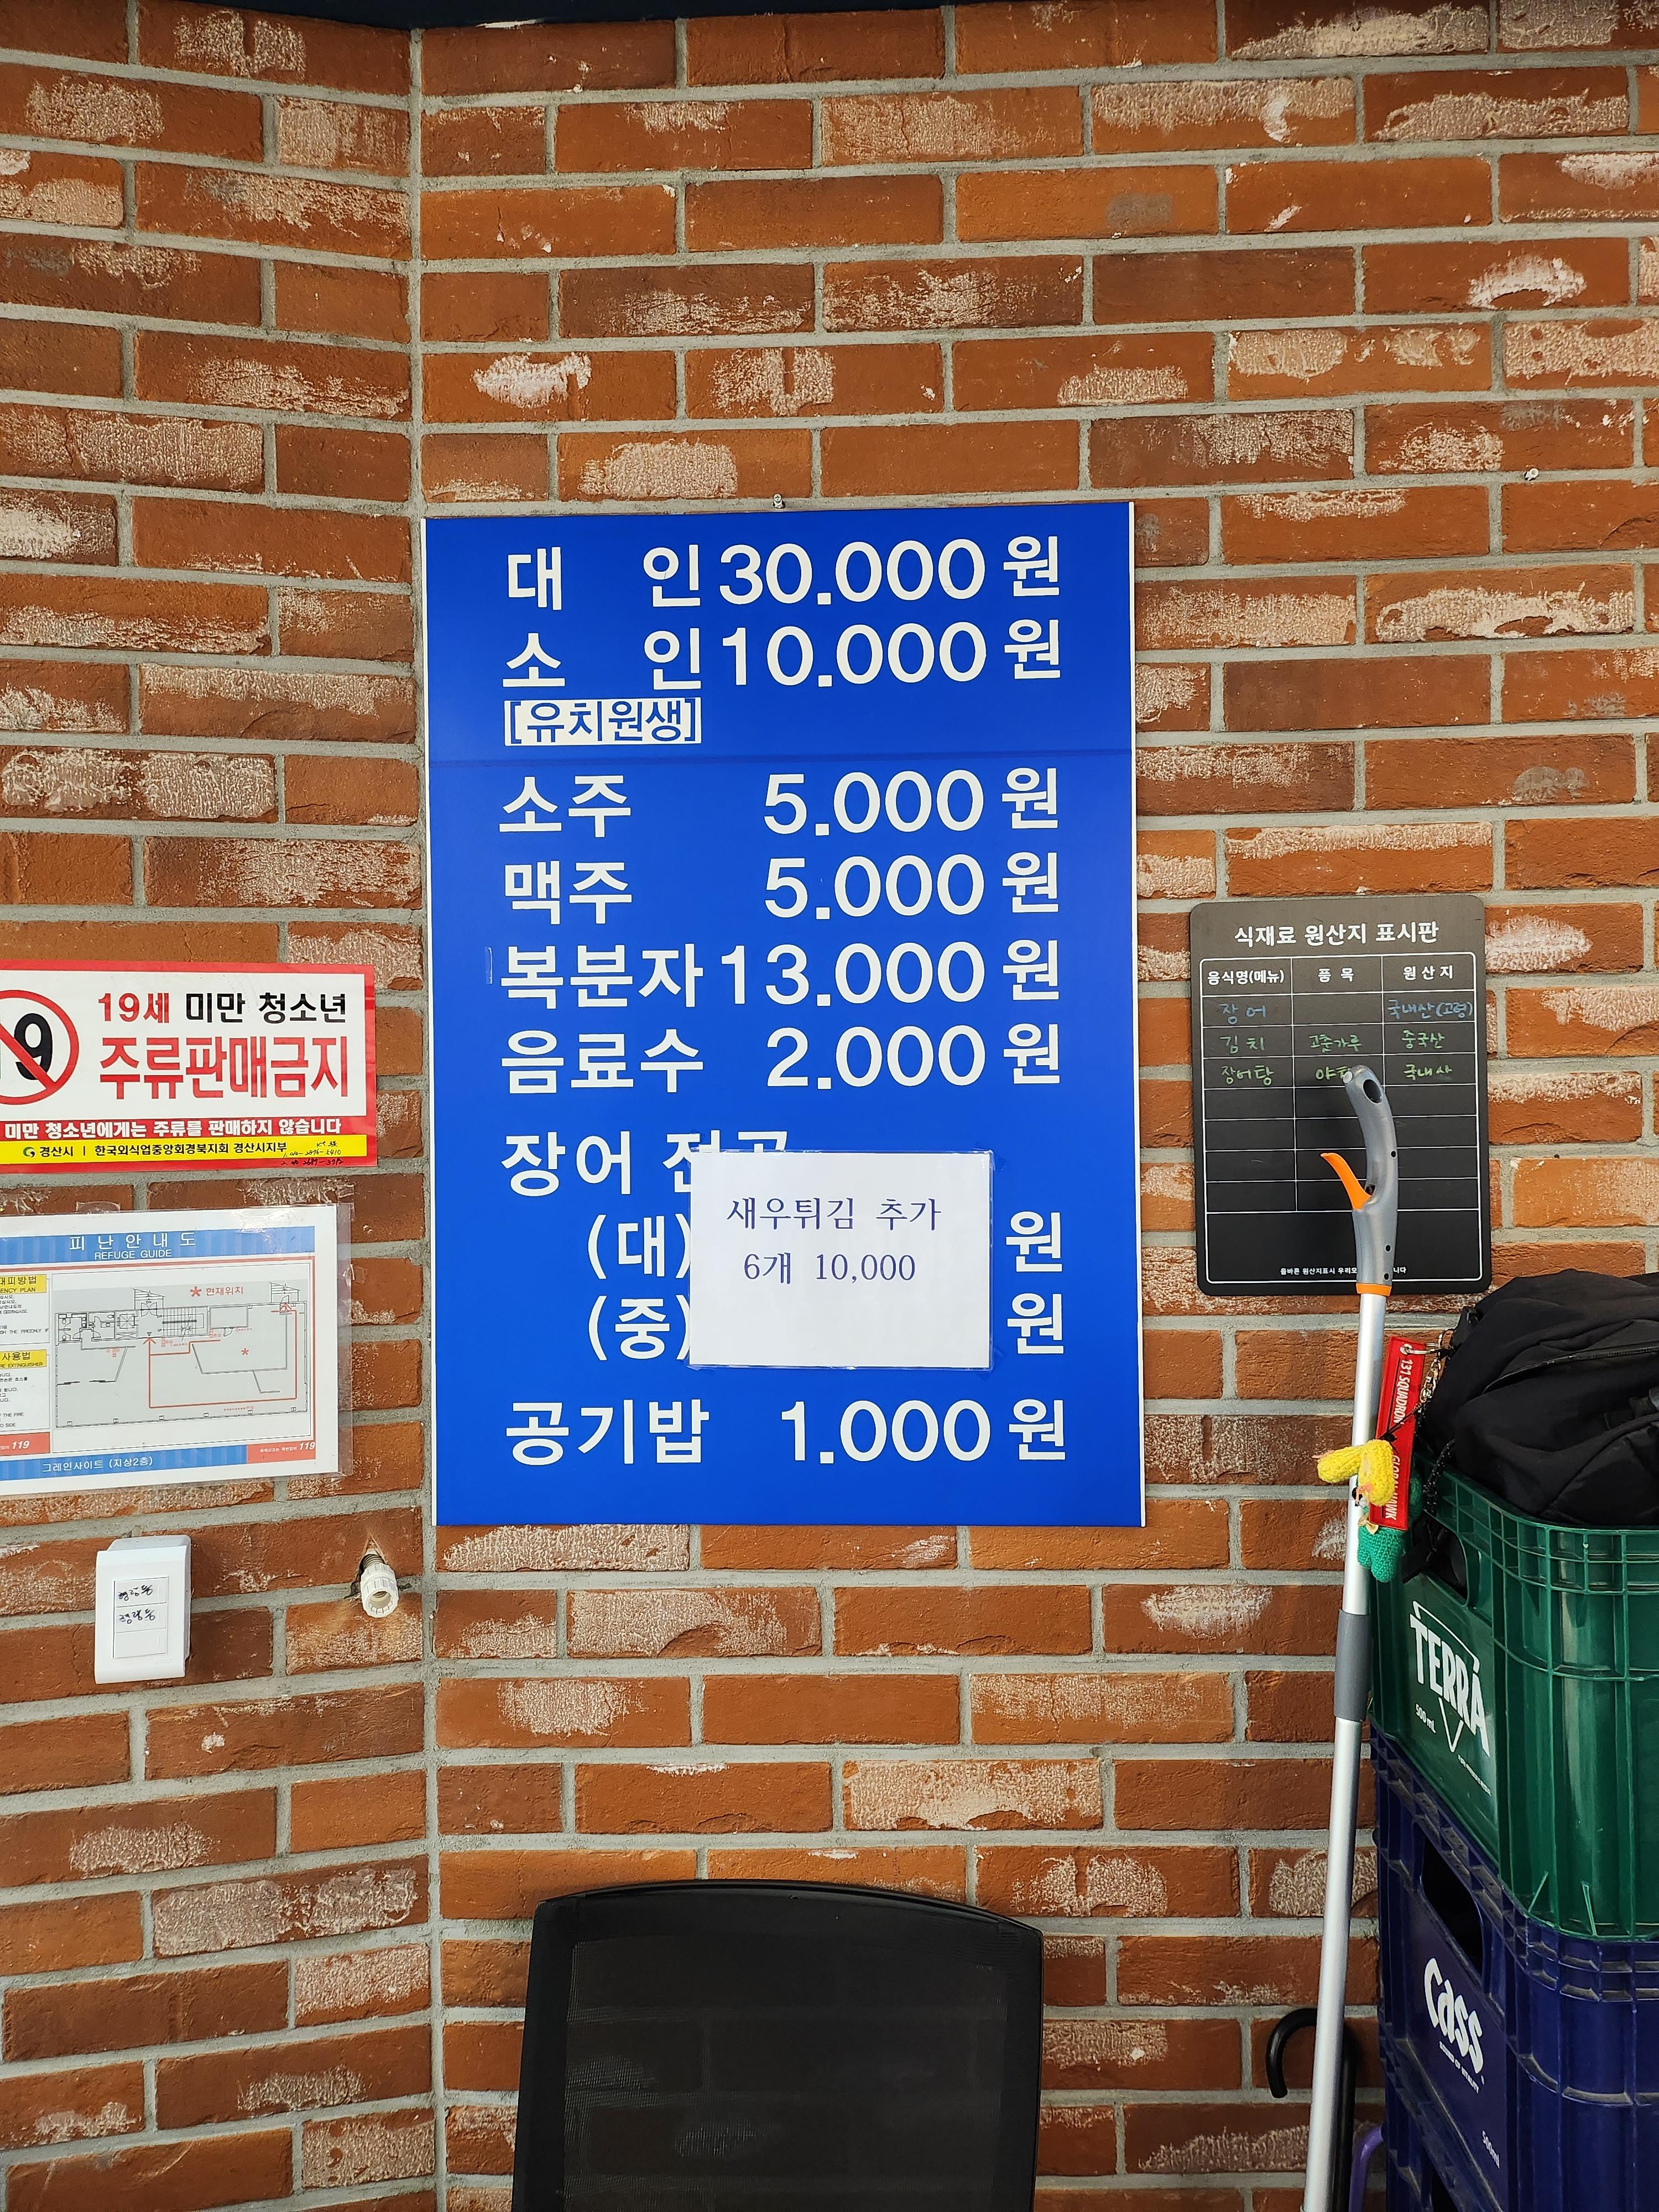 대 인 30.000 원
소 인 10.000 원
[유치원생]
소주 5.000 원
맥주 5.000 원
복분자 13.000 원
음료수 2.000 원
장어
(대) 원
(중) 원
새우튀김 추가
6개 10,000
공기밥 1.000 원
19세 미만 청소년
주류판매금지
미만 청소년에게는 주류를 판매하지 않습니다
경산시 | 한국외식업중앙회경북지회 경산시지부
피난안내도
REFUGE GUIDE
현재위치
119
119
그레인사이트 (지상2층)
식재료 원산지 표시판
음식명(메뉴) 품 목 원 산 지
장어 국내산(고령)
김치 고춘가루 중국산
장어탕 국내산
131 SQUADRON
GLOBAL HAWK
TERRA
500 mL
Cass
500ml